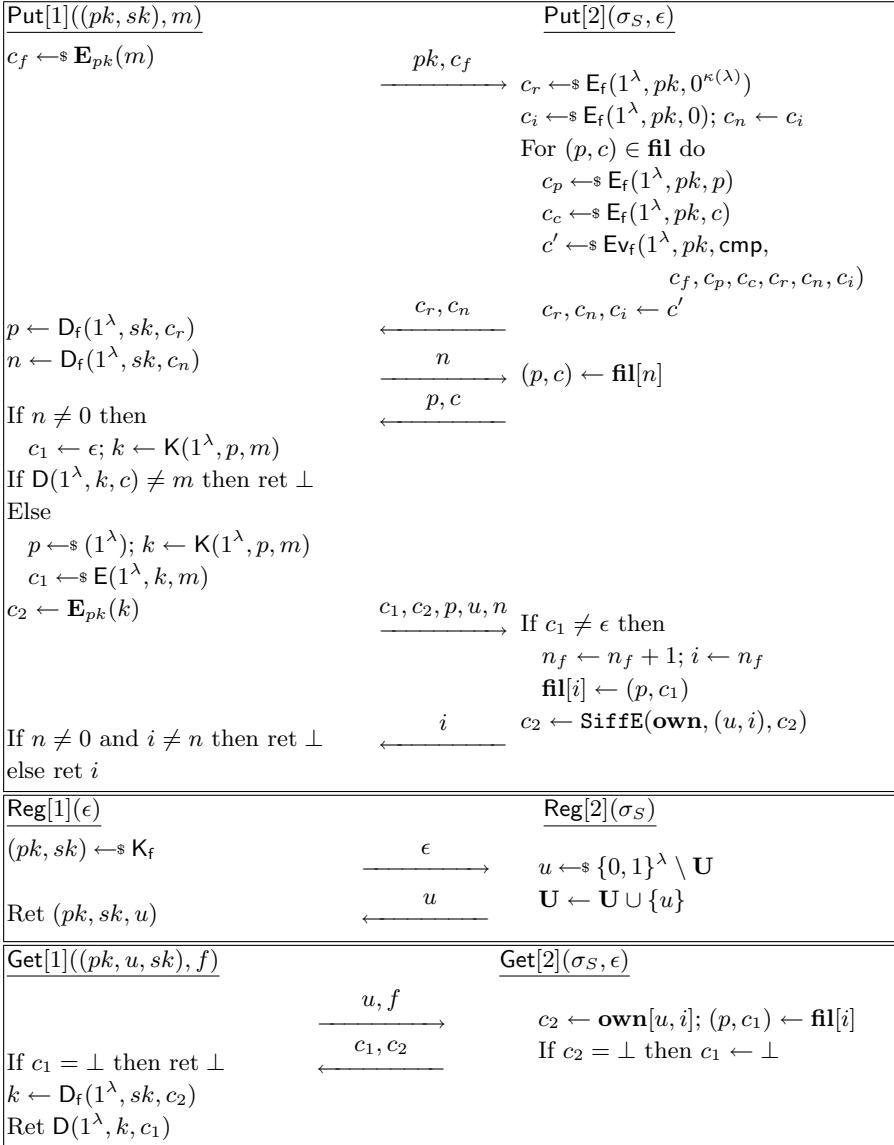 Put[1]((pk, sk), m)
Put[2](σ_S, ϵ)
c_f ←$ E_pk(m)
pk, c_f
c_r ←$ E_f(1^λ, pk, 0^κ(λ))
c_i ←$ E_f(1^λ, pk, 0); c_n ← c_i
For (p, c) ∈ fil do
c_p ←$ E_f(1^λ, pk, p)
c_c ←$ E_f(1^λ, pk, c)
c′ ←$ Ev_f(1^λ, pk, cmp,
c_f, c_p, c_c, c_r, c_n, c_i)
c_r, c_n
c_r, c_n, c_i ← c′
p ← D_f(1^λ, sk, c_r)
n ← D_f(1^λ, sk, c_n)
n
(p, c) ← fil[n]
p, c
If n ≠ 0 then
c_1 ← ϵ; k ← K(1^λ, p, m)
If D(1^λ, k, c) ≠ m then ret ⊥
Else
p ←$ (1^λ); k ← K(1^λ, p, m)
c_1 ←$ E(1^λ, k, m)
c_2 ← E_pk(k)
c_1, c_2, p, u, n
If c_1 ≠ ϵ then
n_f ← n_f + 1; i ← n_f
fil[i] ← (p, c_1)
c_2 ← SiffE(own, (u, i), c_2)
i
If n ≠ 0 and i ≠ n then ret ⊥
else ret i
Reg[1](ϵ)
Reg[2](σ_S)
(pk, sk) ←$ K_f
ϵ
u ←$ {0, 1}^λ \ U
u
U ← U ∪ {u}
Ret (pk, sk, u)
Get[1]((pk, u, sk), f)
Get[2](σ_S, ϵ)
u, f
c_2 ← own[u, i]; (p, c_1) ← fil[i]
c_1, c_2
If c_2 = ⊥ then c_1 ← ⊥
If c_1 = ⊥ then ret ⊥
k ← D_f(1^λ, sk, c_2)
Ret D(1^λ, k, c_1)